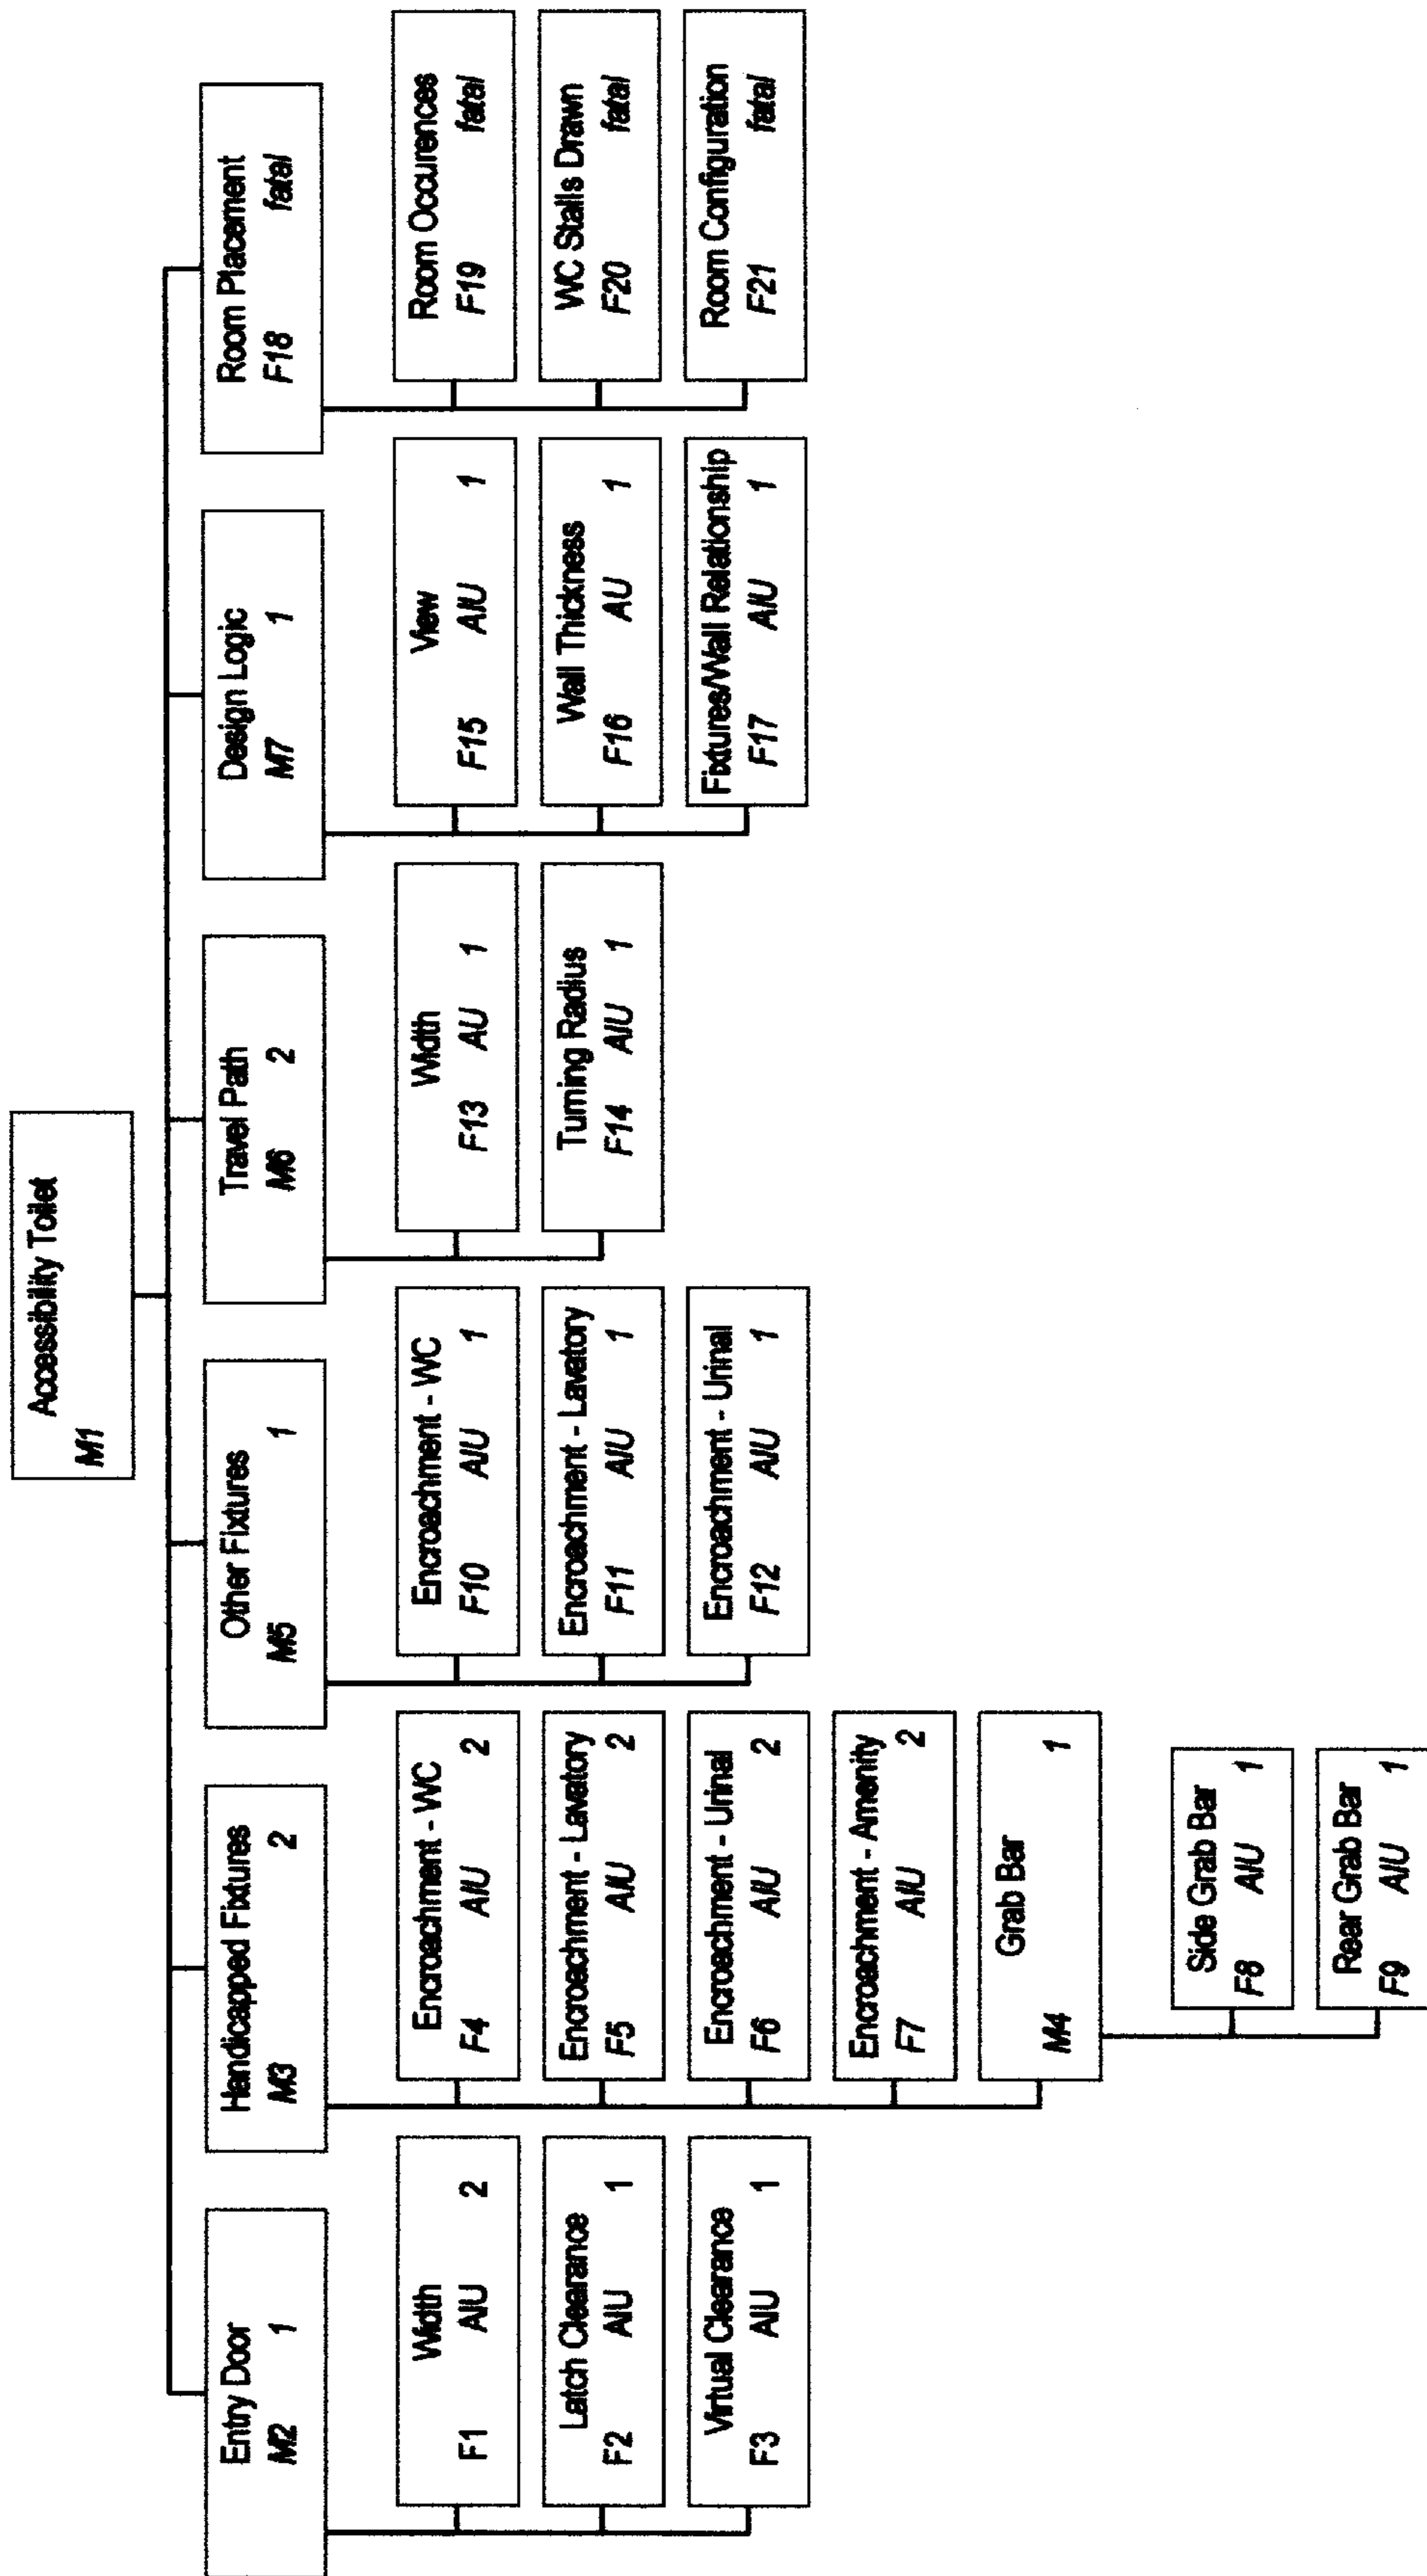 Accessibility Toilet
M1
Entry Door
M2 1
Width
F1 AIU 2
Latch Clearance
F2 AIU 1
Virtual Clearance
F3 AIU 1
Handicapped Fixtures
M3 2
Encroachment - WC
F4 AIU 2
Encroachment - Lavatory
F5 AIU 2
Encroachment - Urinal
F6 AIU 2
Encroachment - Amenity
F7 AIU 2
Grab Bar
M4 1
Side Grab Bar
F8 AIU 1
Rear Grab Bar
F9 AIU 1
Other Fixtures
M5 1
Encroachment - WC
F10 AIU 1
Encroachment - Lavatory
F11 AIU 1
Encroachment - Urinal
F12 AIU 1
Travel Path
M6 2
Width
F13 AU 1
Turning Radius
F14 AIU 1
Design Logic
M7 1
View
F15 AIU 1
Wall Thickness
F16 AU 1
Fixtures/Wall Relationship
F17 AIU 1
Room Placement
F18 fatal
Room Occurences
F19 fatal
WC Stalls Drawn
F20 fatal
Room Configuration
F21 fatal